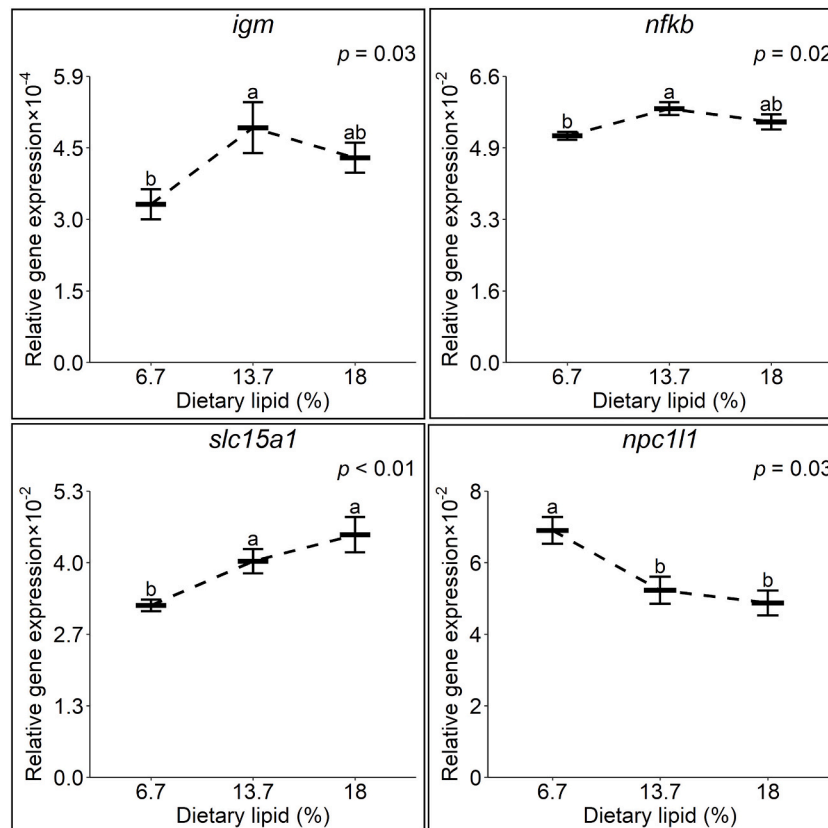 igm
p = 0.03
Relative gene expression×10⁻⁴
5.9
a
4.5
ab
b
3.0
1.5
0.0
6.7 13.7 18
Dietary lipid (%)
nfkb
p = 0.02
Relative gene expression×10⁻²
6.6
a
ab
b
4.9
3.3
1.6
0.0
6.7 13.7 18
Dietary lipid (%)
slc15a1
p < 0.01
Relative gene expression×10⁻²
5.3
a
a
4.0
b
2.7
1.3
0.0
6.7 13.7 18
Dietary lipid (%)
npc1l1
p = 0.03
Relative gene expression×10⁻²
8
a
6
b
b
4
2
0
6.7 13.7 18
Dietary lipid (%)